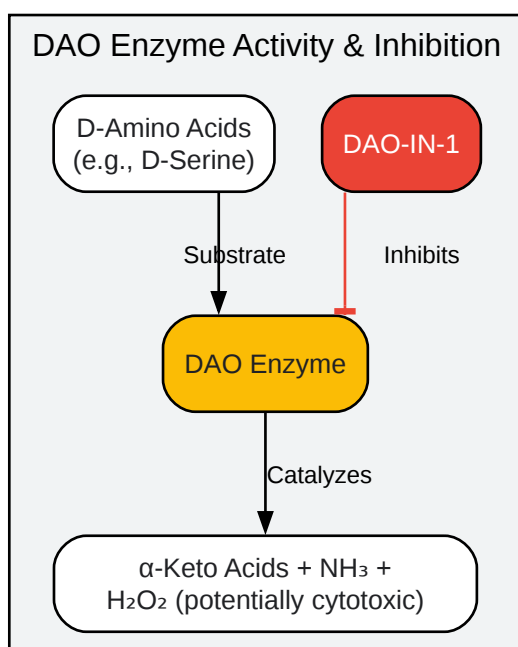 DAO Enzyme Activity & Inhibition
D-Amino Acids
(e.g., D-Serine)
DAO-IN-1
Substrate
Inhibits
DAO Enzyme
Catalyzes
α-Keto Acids + NH₃ +
H₂O₂ (potentially cytotoxic)